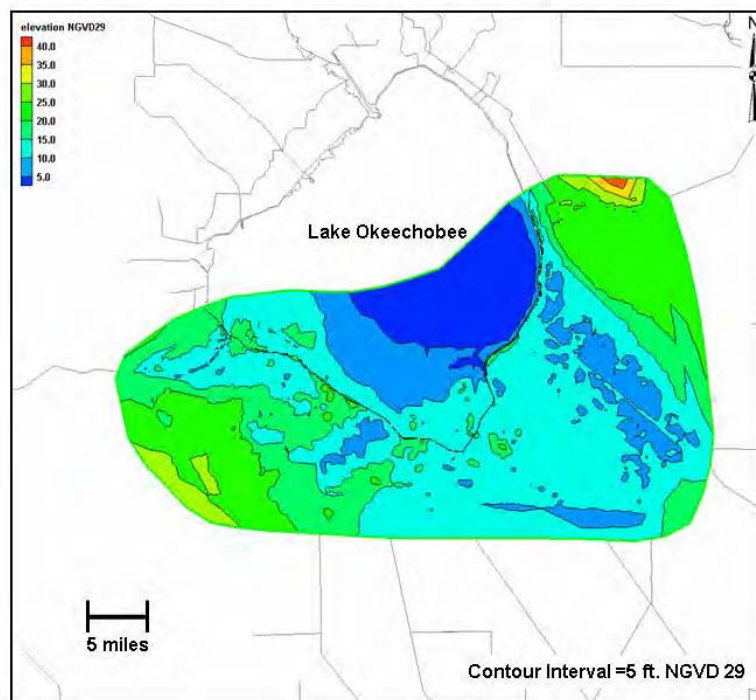 elevation NGVD29
40.0
35.0
30.0
25.0
20.0
15.0
10.0
5.0
N
Lake Okeechobee
5 miles
Contour Interval =5 ft. NGVD 29